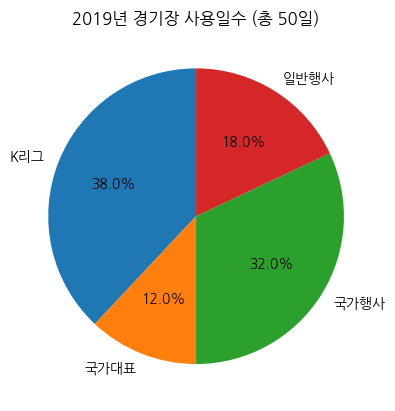 2019년 경기장 사용일수 (총 50일)
일반행사
18.0%
K리그
38.0%
32.0%
12.0%
국가행사
국가대표